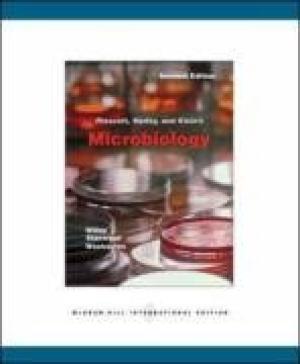 Seventh Edition
Prescott, Harley, and Klein's
Microbiology
Willey
Sherwood
Woolverton
McGRAW-HILL INTERNATIONAL EDITION